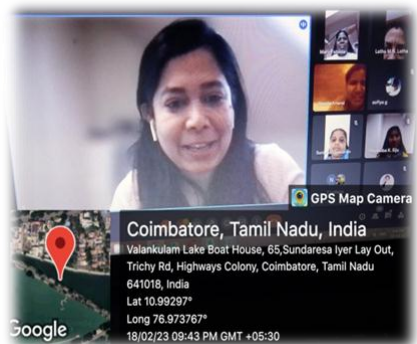 Latha M. R. Latha
GPS Map Camera
Coimbatore, Tamil Nadu, India
Valankulam Lake Boat House, 65,Sundaresa Iyer Lay Out,
Trichy Rd, Highways Colony, Coimbatore, Tamil Nadu
641018, India
Lat 10.99297°
Long 76.973767°
18/02/23 09:43 PM GMT +05:30
Google